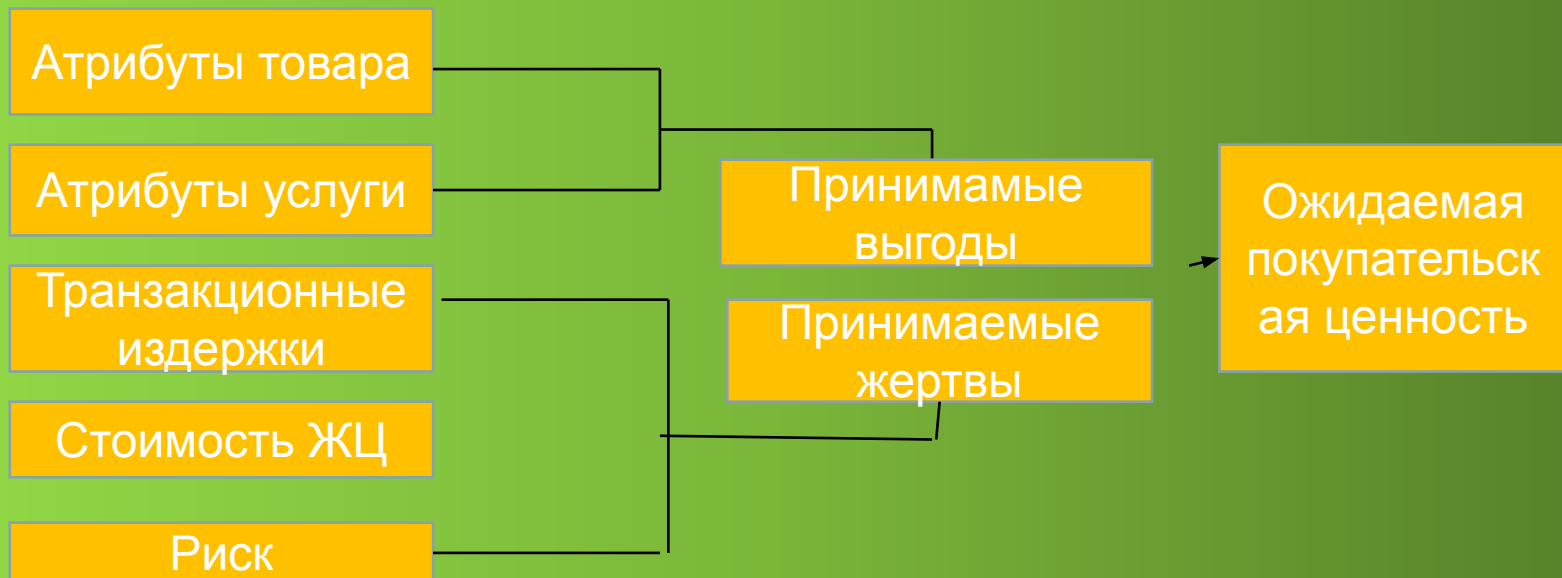 Атрибуты товара
Атрибуты услуги
Транзакционные
издержки
Стоимость ЖЦ
Риск
Принимамые
выгоды
Принимаемые
жертвы
Ожидаемая
покупательск
ая ценность